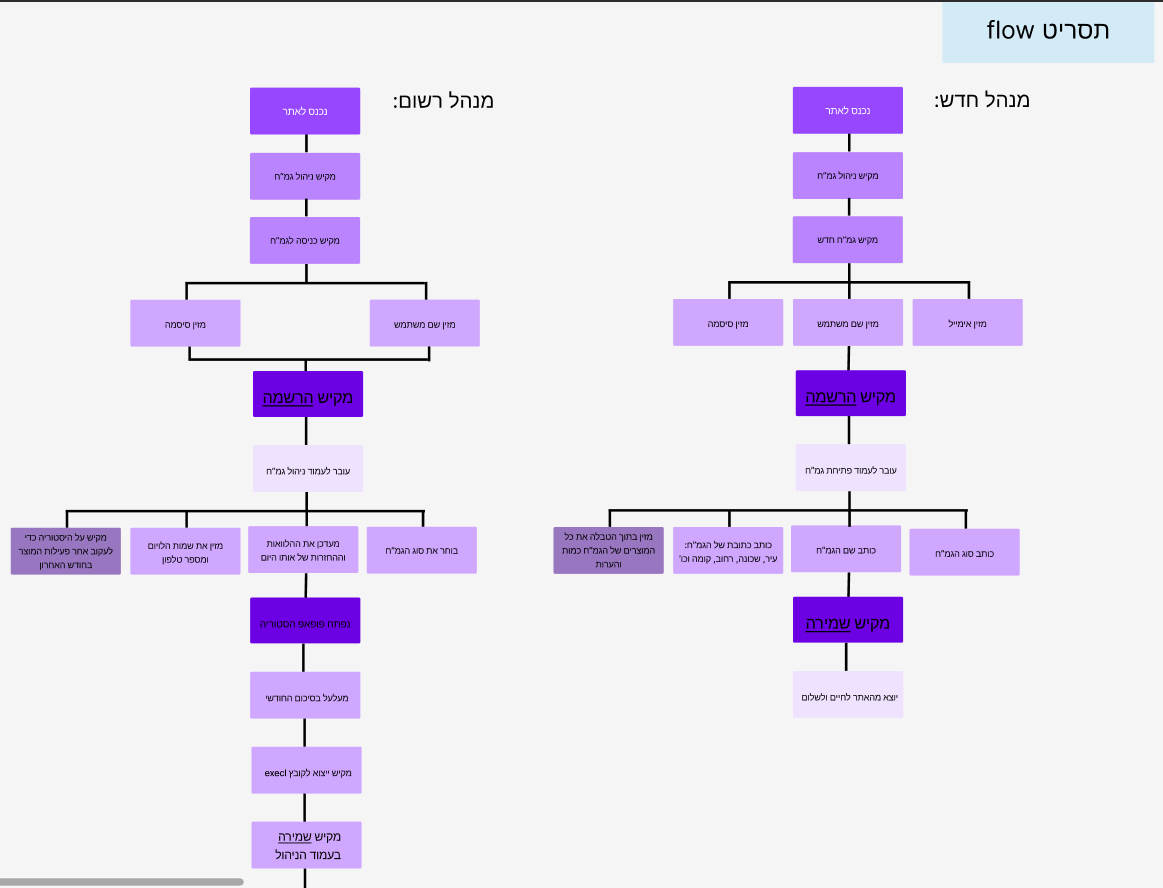 תסריט flow
מנהל חדש:
נכנס לאתר
מקיש ניהול גמ"ח
מקיש גמ"ח חדש
מזין אימייל
מזין שם משתמש
מזין סיסמה
מקיש הרשמה
עובר לעמוד פתיחת גמ"ח
כותב סוג הגמ"ח
כותב שם הגמ"ח
כותב כתובת של הגמ"ח:
עיר, שכונה, רחוב, קומה וכו'
מזין בתוך הטבלה את כל
המוצרים של הגמ"ח כמות
והערות
מקיש שמירה
יוצא מהאתר לחיים ולשלום
מנהל רשום:
נכנס לאתר
מקיש ניהול גמ"ח
מקיש כניסה לגמ"ח
מזין שם משתמש
מזין סיסמה
מקיש הרשמה
עובר לעמוד ניהול גמ"ח
בוחר את סוג הגמ"ח
מעדכן את ההלוואות
וההחזרות של אותו היום
מזין את שמות הלווים
ומספר טלפון
מקיש על היסטוריה כדי
לעקוב אחר פעילות המוצר
בחודש האחרון
נפתח פופאפ הסטוריה
מעלעל בסיכום החודשי
מקיש ייצוא לקובץ execl
מקיש שמירה
בעמוד הניהול